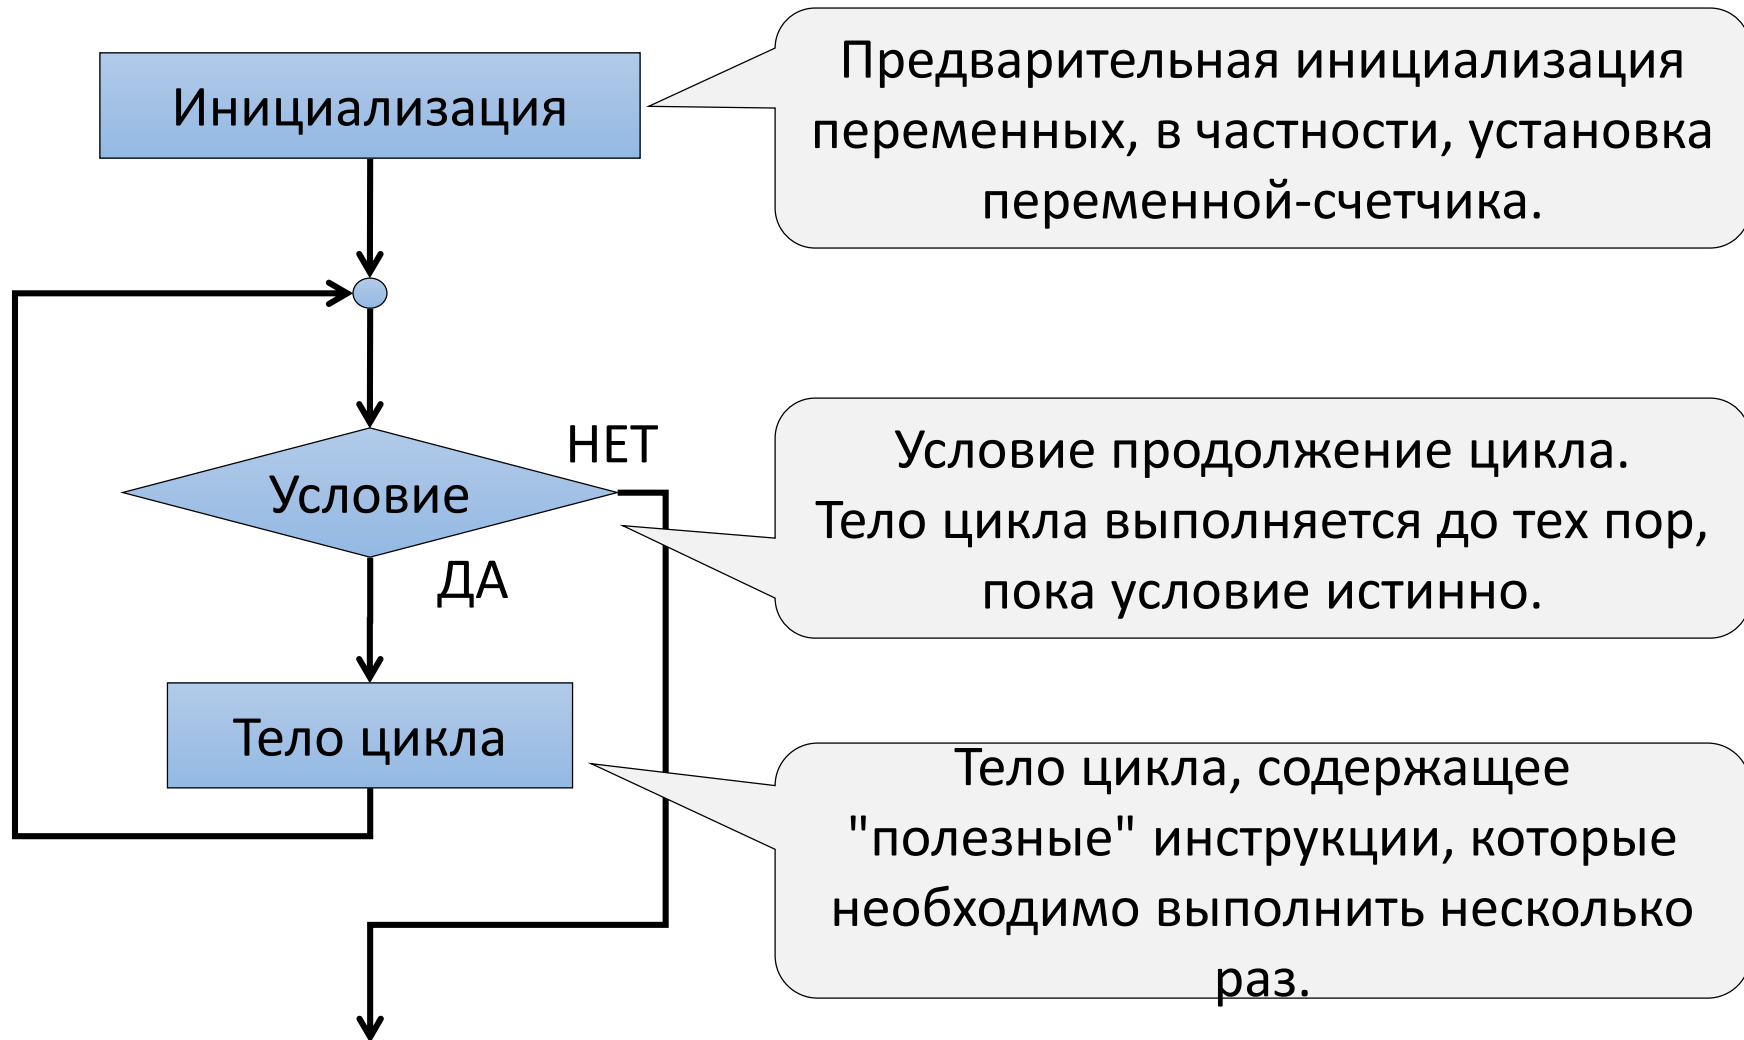 Инициализация
Предварительная инициализация
переменных, в частности, установка
переменной-счетчика.
НЕТ
Условие
ДА
Условие продолжение цикла.
Тело цикла выполняется до тех пор,
пока условие истинно.
Тело цикла
Тело цикла, содержащее
"полезные" инструкции, которые
необходимо выполнить несколько
раз.